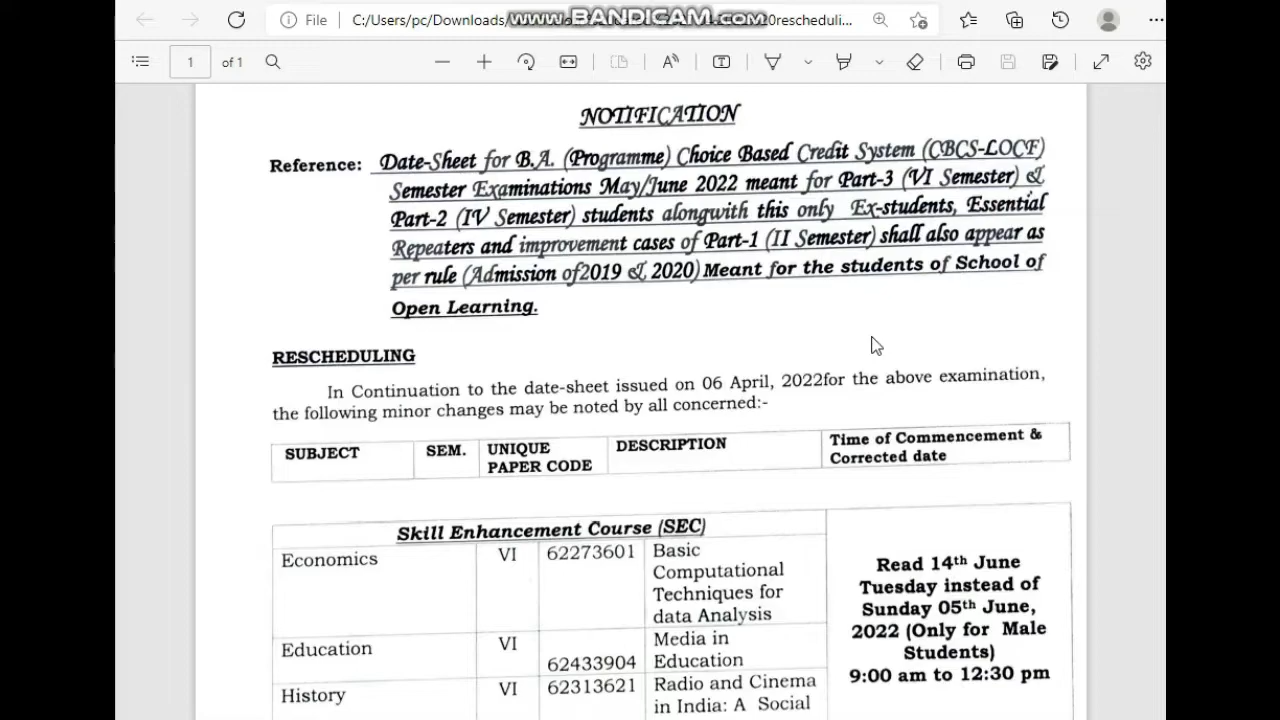 File C:/Users/pc/Downloads/ 20rescheduli...
www.BANDICAM.com
1 of 1
NOTIFICATION
Reference: Date-Sheet for B.A. (Programme) Choice Based Credit System (CBCS-LOCF)
Semester Examinations May/June 2022 meant for Part-3 (VI Semester) &
Part-2 (IV Semester) students alongwith this only Ex-students, Essential
Repeaters and improvement cases of Part-1 (II Semester) shall also appear as
per rule (Admission of2019 & 2020) Meant for the students of School of
Open Learning.
RESCHEDULING
In Continuation to the date-sheet issued on 06 April, 2022for the above examination,
the following minor changes may be noted by all concerned:-
SUBJECT SEM. UNIQUE PAPER CODE DESCRIPTION Time of Commencement & Corrected date
Skill Enhancement Course (SEC)
Economics VI 62273601 Basic
Computational
Techniques for
data Analysis
Education VI 62433904 Media in
Education
History VI 62313621 Radio and Cinema
in India: A Social
Read 14th June
Tuesday instead of
Sunday 05th June,
2022 (Only for Male
Students)
9:00 am to 12:30 pm